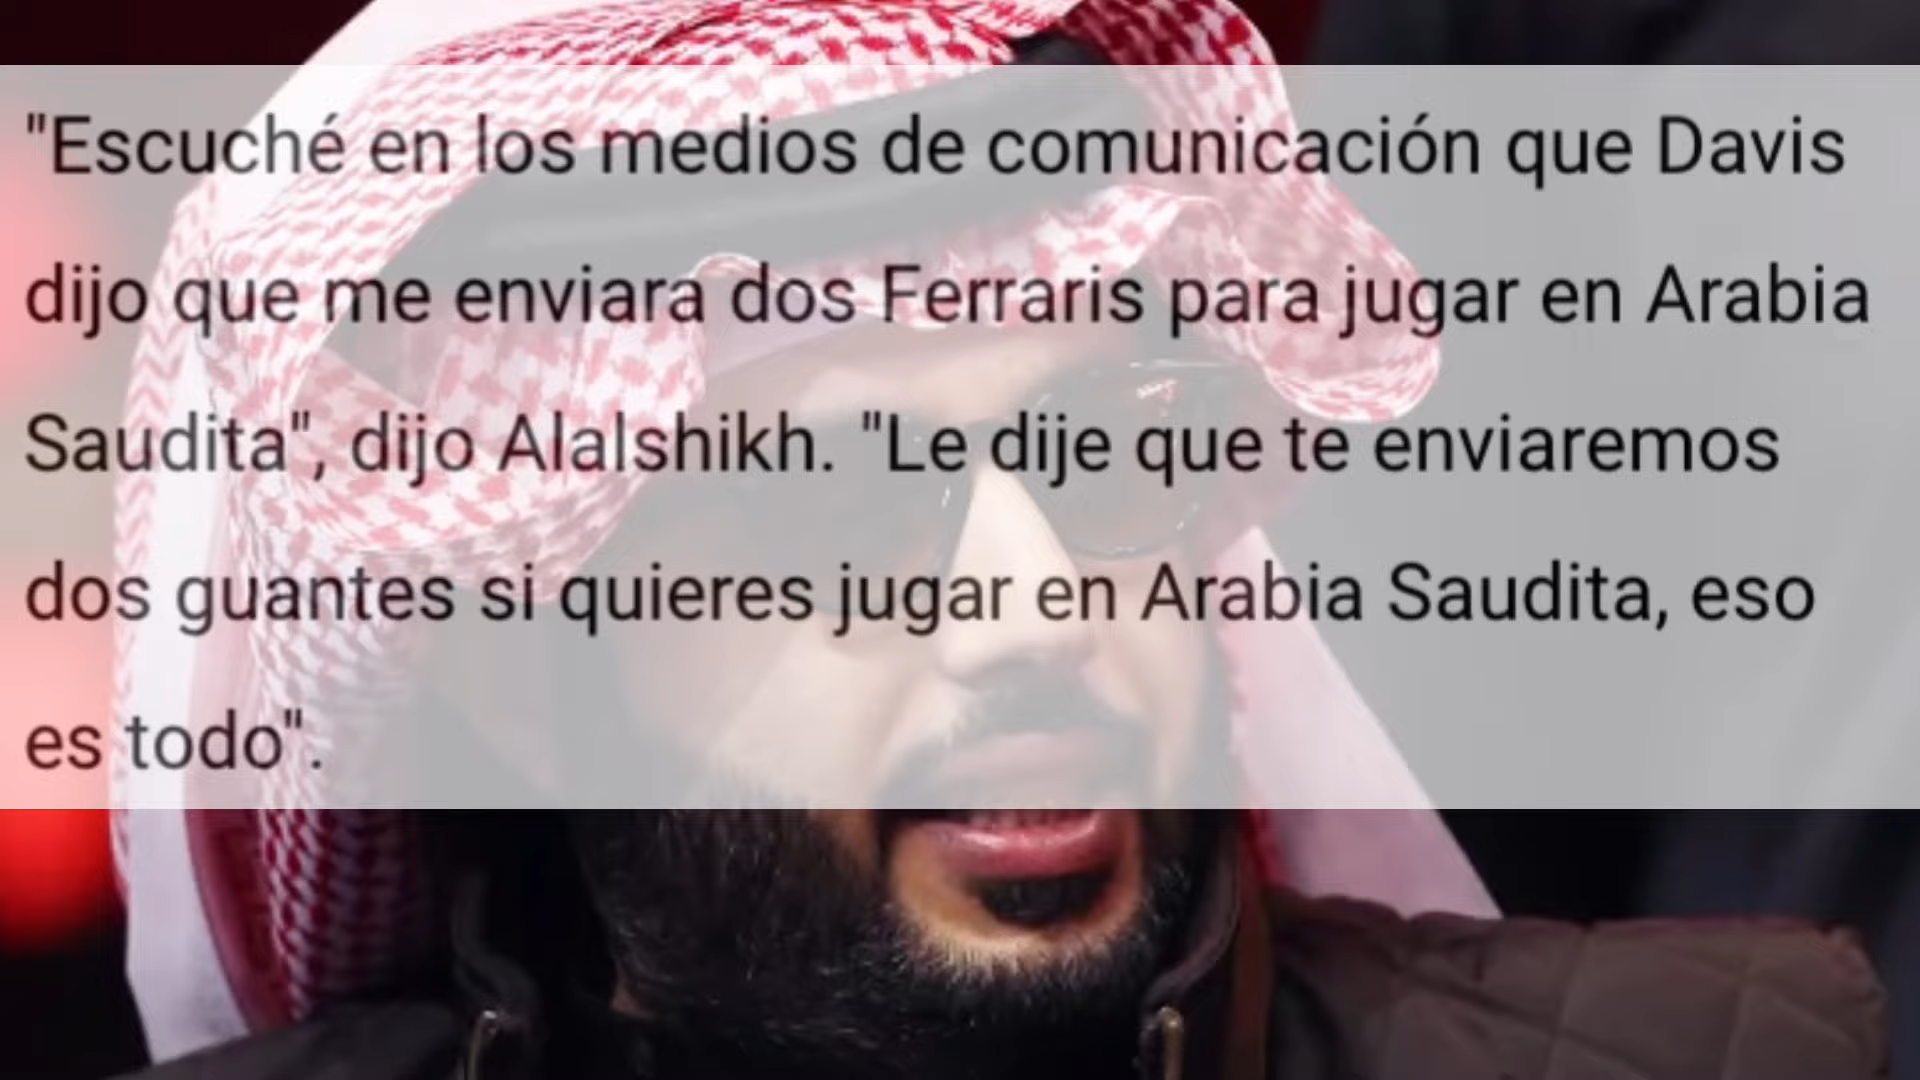 "Escuché en los medios de comunicación que Davis
dijo que me enviara dos Ferraris para jugar en Arabia
Saudita", dijo Alalshikh. "Le dije que te enviaremos
dos guantes si quieres jugar en Arabia Saudita, eso
es todo".